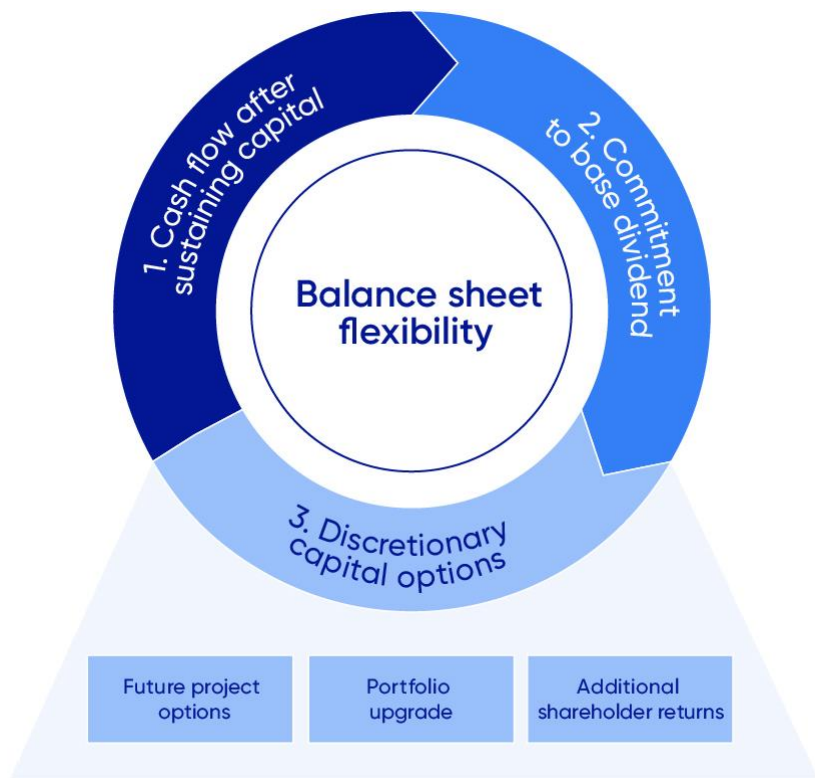 1. Cash flow after
sustaining capital
2. Commitment
to base dividend
Balance sheet
flexibility
3. Discretionary
capital options
Future project
options
Portfolio
upgrade
Additional
shareholder returns